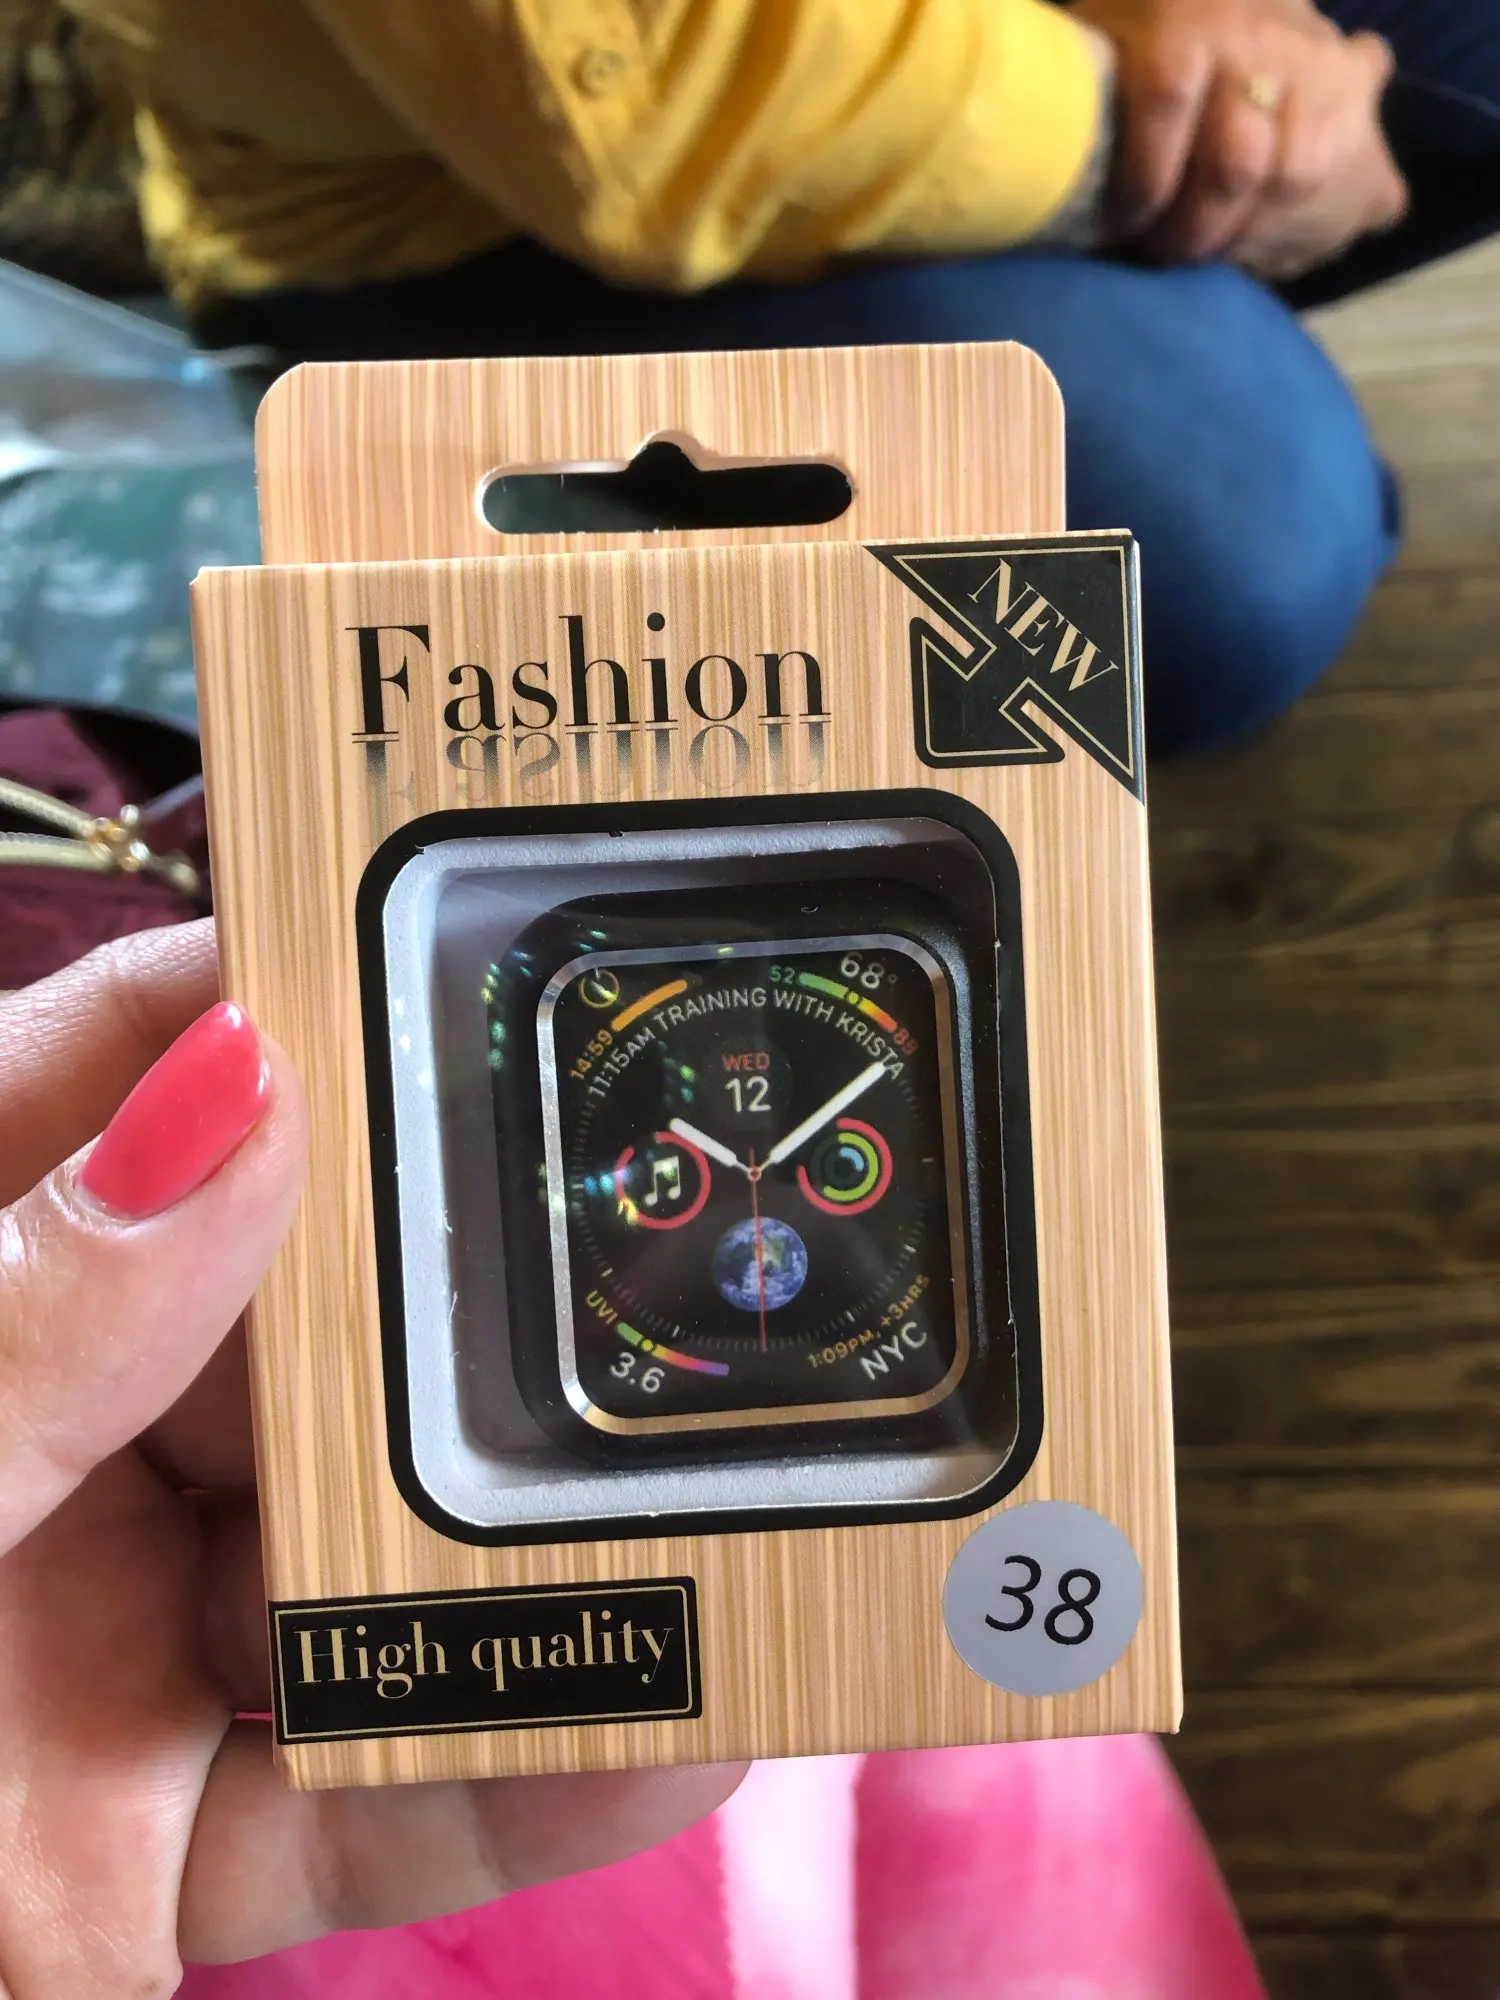 Fashion
NEW
68°
52
88
14:59
11:15AM TRAINING WITH KRISTA
WED
12
UVI
3.6
1:09PM, +3HRS
NYC
High quality
38